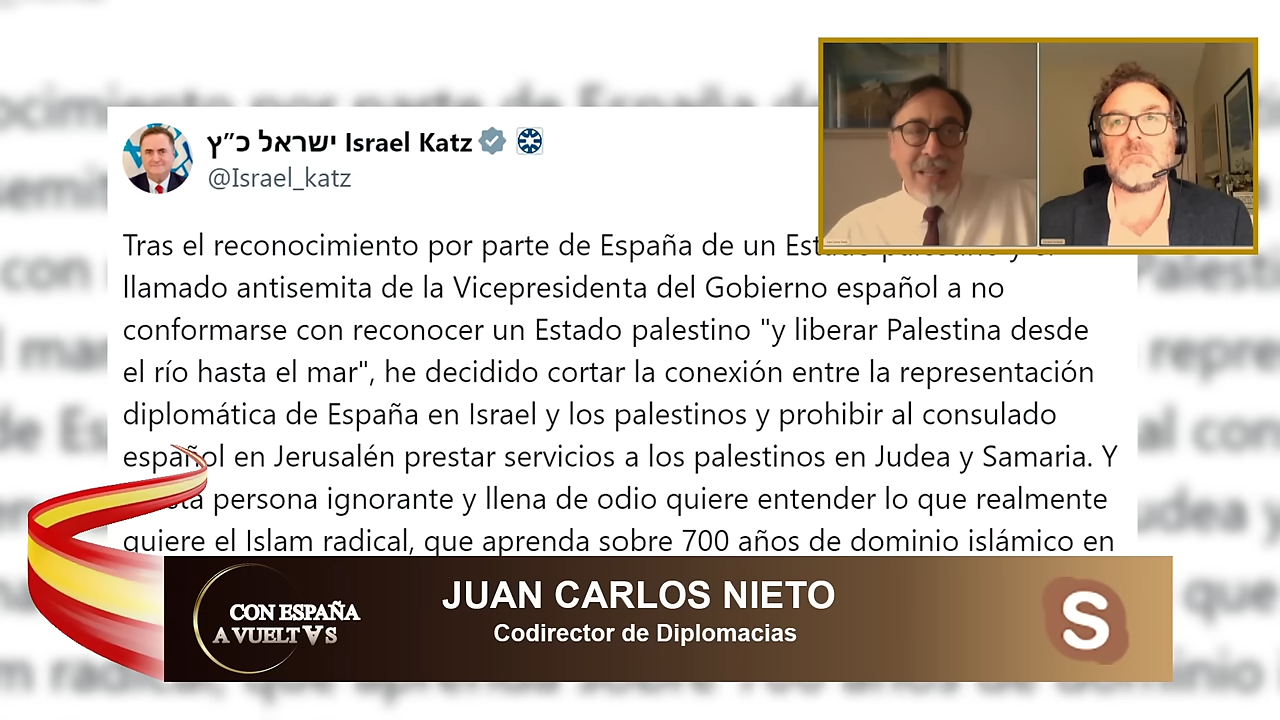 ישראל כ״ץ Israel Katz
@Israel_katz
Tras el reconocimiento por parte de España de un Estado palestino y el
llamado antisemita de la Vicepresidenta del Gobierno español a no
conformarse con reconocer un Estado palestino "y liberar Palestina desde
el río hasta el mar", he decidido cortar la conexión entre la representación
diplomática de España en Israel y los palestinos y prohibir al consulado
español en Jerusalén prestar servicios a los palestinos en Judea y Samaria. Y
persona ignorante y llena de odio quiere entender lo que realmente
quiere el Islam radical, que aprenda sobre 700 años de dominio islámico en
CON ESPAÑA
A VUELTAS
JUAN CARLOS NIETO
Codirector de Diplomacias
S